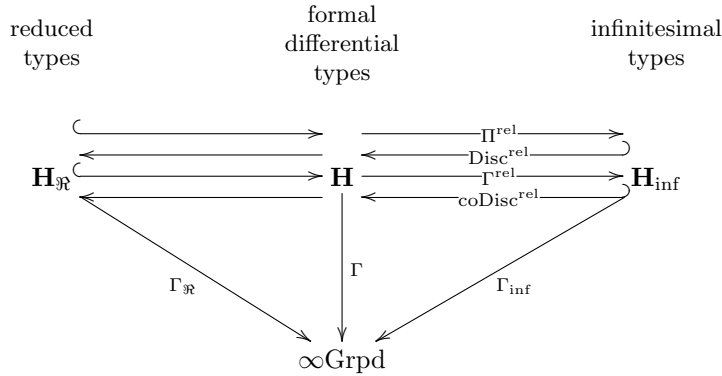 formal
reduced differential infinitesimal
types types types
Π^rel
Disc^rel
H_ℜ H Γ^rel H_inf
coDisc^rel
Γ_ℜ Γ Γ_inf
∞Grpd